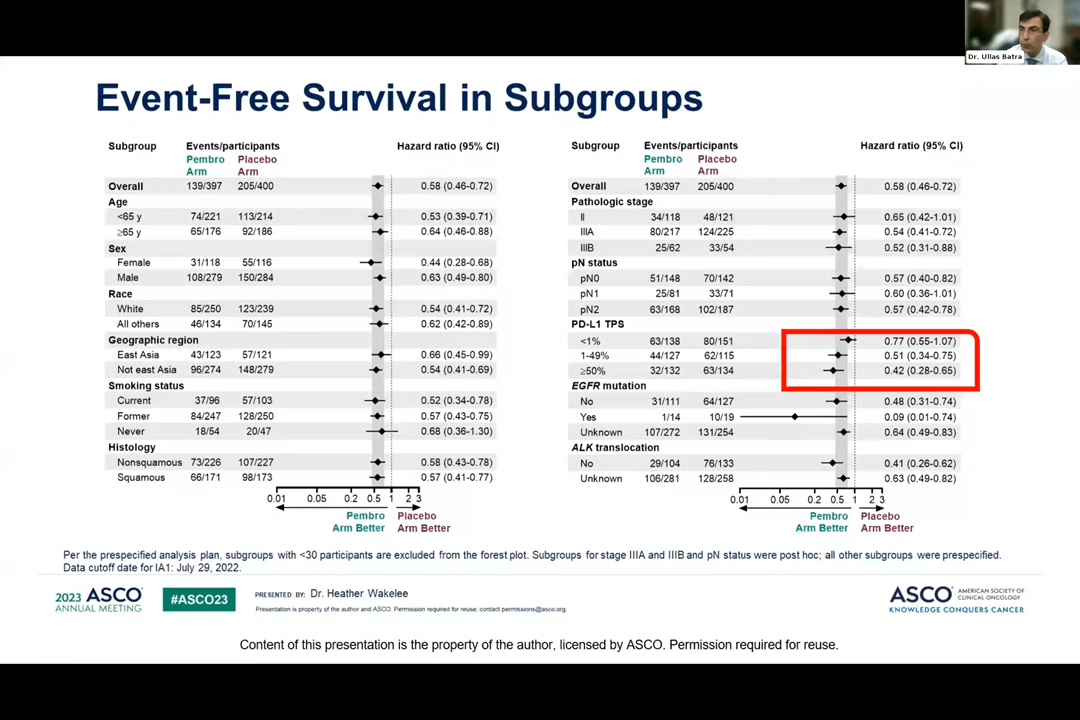 Dr. Ullas Batra
Event-Free Survival in Subgroups
Subgroup Events/participants Hazard ratio (95% CI)
Pembro Arm Placebo Arm
Overall 139/397 205/400 0.58 (0.46-0.72)
Age
<65 y 74/221 113/214 0.53 (0.39-0.71)
≥65 y 65/176 92/186 0.64 (0.46-0.88)
Sex
Female 31/118 55/116 0.44 (0.28-0.68)
Male 108/279 150/284 0.63 (0.49-0.80)
Race
White 85/250 123/239 0.54 (0.41-0.72)
All others 46/134 70/145 0.62 (0.42-0.89)
Geographic region
East Asia 43/123 57/121 0.66 (0.45-0.99)
Not east Asia 96/274 148/279 0.54 (0.41-0.69)
Smoking status
Current 37/96 57/103 0.52 (0.34-0.78)
Former 84/247 128/250 0.57 (0.43-0.75)
Never 18/54 20/47 0.68 (0.36-1.30)
Histology
Nonsquamous 73/226 107/227 0.58 (0.43-0.78)
Squamous 66/171 98/173 0.57 (0.41-0.77)
0.01 0.05 0.2 0.5 1 2 3
Pembro Placebo
Arm Better Arm Better
Subgroup Events/participants Hazard ratio (95% CI)
Pembro Arm Placebo Arm
Overall 139/397 205/400 0.58 (0.46-0.72)
Pathologic stage
II 34/118 48/121 0.65 (0.42-1.01)
IIIA 80/217 124/225 0.54 (0.41-0.72)
IIIB 25/62 33/54 0.52 (0.31-0.88)
pN status
pN0 51/148 70/142 0.57 (0.40-0.82)
pN1 25/81 33/71 0.60 (0.36-1.01)
pN2 63/168 102/187 0.57 (0.42-0.78)
PD-L1 TPS
<1% 63/138 80/151 0.77 (0.55-1.07)
1-49% 44/127 62/115 0.51 (0.34-0.75)
≥50% 32/132 63/134 0.42 (0.28-0.65)
EGFR mutation
No 31/111 64/127 0.48 (0.31-0.74)
Yes 1/14 10/19 0.09 (0.01-0.74)
Unknown 107/272 131/254 0.64 (0.49-0.83)
ALK translocation
No 29/104 76/133 0.41 (0.26-0.62)
Unknown 106/281 128/258 0.63 (0.49-0.82)
0.01 0.05 0.2 0.5 1 2 3
Pembro Placebo
Arm Better Arm Better
Per the prespecified analysis plan, subgroups with <30 participants are excluded from the forest plot. Subgroups for stage IIIA and IIIB and pN status were post hoc; all other subgroups were prespecified.
Data cutoff date for IA1: July 29, 2022.
2023 ASCO
ANNUAL MEETING
#ASCO23
PRESENTED BY: Dr. Heather Wakelee
Presentation is property of the author and ASCO. Permission required for reuse; contact permissions@asco.org
ASCO AMERICAN SOCIETY OF
CLINICAL ONCOLOGY
KNOWLEDGE CONQUERS CANCER
Content of this presentation is the property of the author, licensed by ASCO. Permission required for reuse.